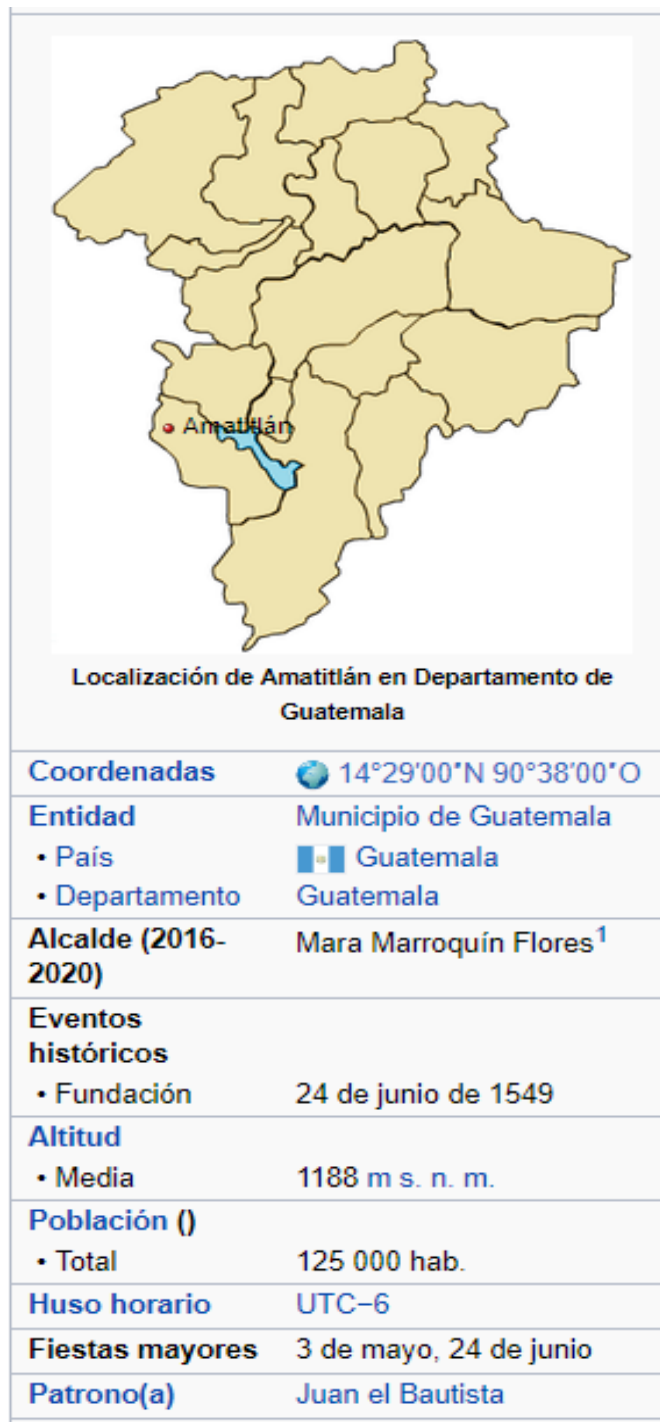 Amatitlán
Localización de Amatitlán en Departamento de
Guatemala
Coordenadas 14°29′00″N 90°38′00″O
Entidad Municipio de Guatemala
• País Guatemala
• Departamento Guatemala
Alcalde (2016-
2020) Mara Marroquín Flores1
Eventos
históricos
• Fundación 24 de junio de 1549
Altitud
• Media 1188 m s. n. m.
Población ()
• Total 125 000 hab.
Huso horario UTC−6
Fiestas mayores 3 de mayo, 24 de junio
Patrono(a) Juan el Bautista